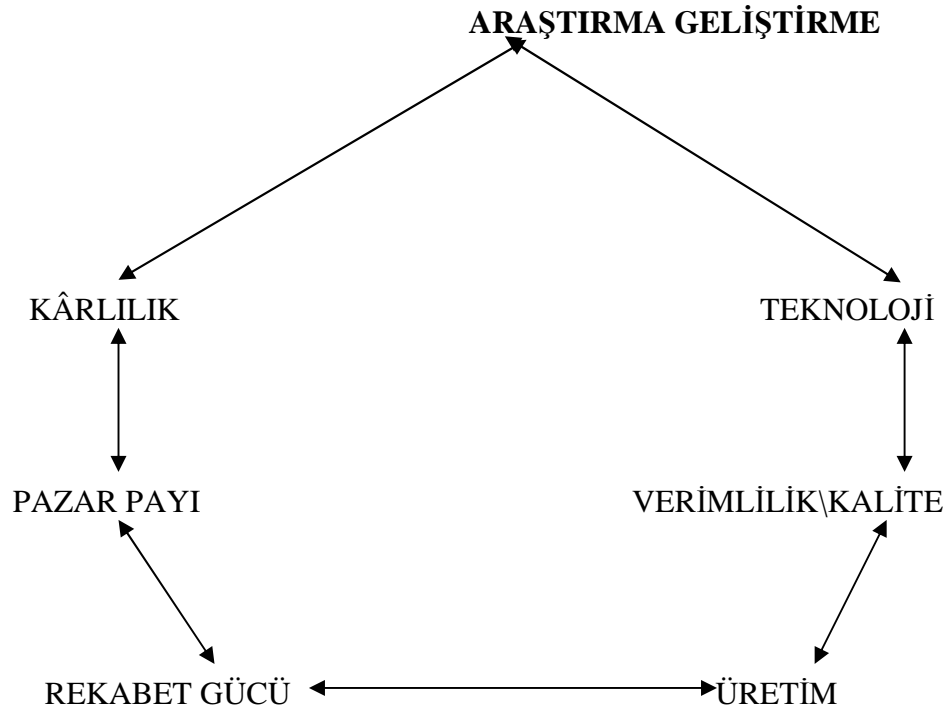 ARAŞTIRMA GELİŞTİRME
KÂRLILIK
TEKNOLOJİ
PAZAR PAYI
VERİMLİLİK\KALİTE
REKABET GÜCÜ
ÜRETİM